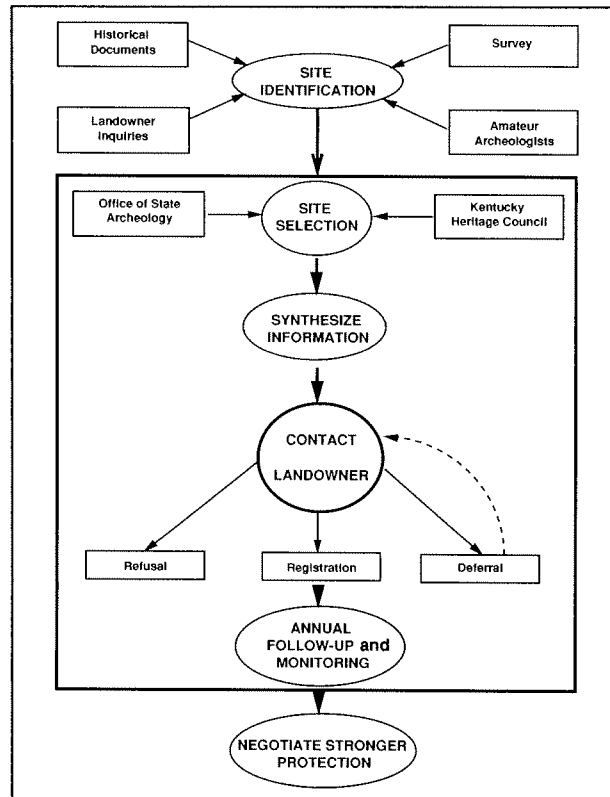 Historical
Documents
Survey
SITE
IDENTIFICATION
Landowner
Inquiries
Amateur
Archeologists
Office of State
Archeology
SITE
SELECTION
Kentucky
Heritage Council
SYNTHESIZE
INFORMATION
CONTACT
LANDOWNER
Refusal
Registration
Deferral
ANNUAL
FOLLOW-UP and
MONITORING
NEGOTIATE STRONGER
PROTECTION